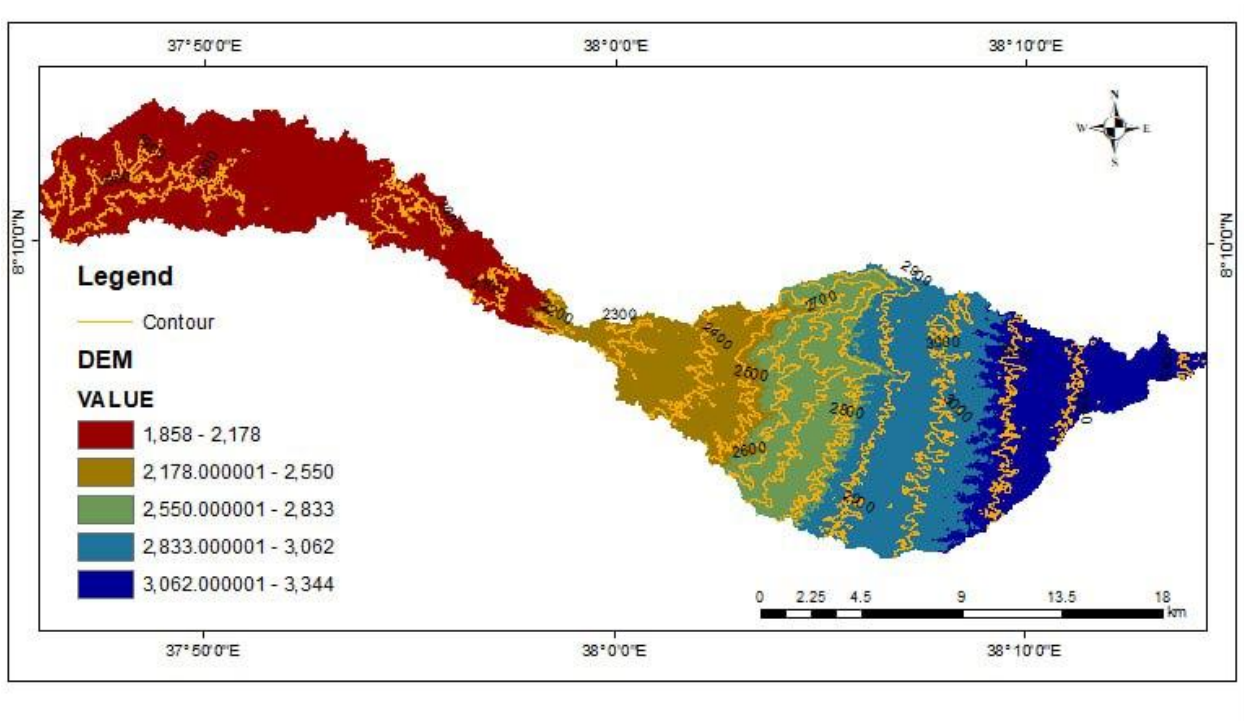 37°50'0"E 38°0'0"E 38°10'0"E
N
W E
S
8°10'0"N
8°10'0"N
2900
2200
2300
2700
2400
3000
2500
2800
3000
2600
2900
Legend
Contour
DEM
VALUE
1,858 - 2,178
2,178.000001 - 2,550
2,550.000001 - 2,833
2,833.000001 - 3,062
3,062.000001 - 3,344
0 2.25 4.5 9 13.5 18
km
37°50'0"E 38°0'0"E 38°10'0"E